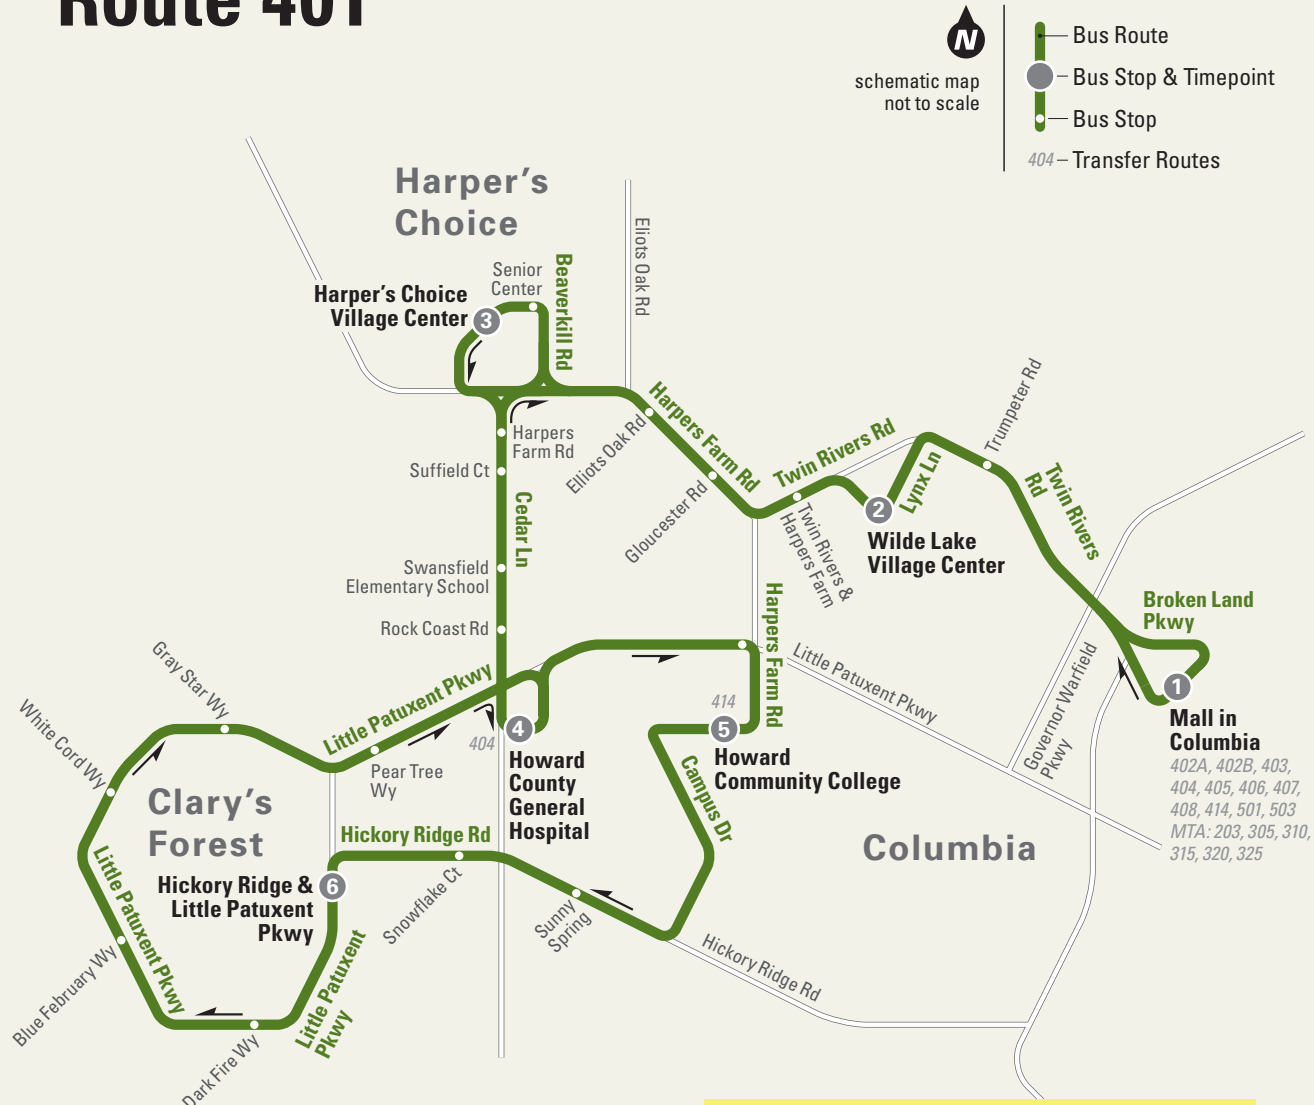 Route 401
N
schematic map
not to scale
Bus Route
Bus Stop & Timepoint
Bus Stop
404
Transfer Routes
Harper's
Choice
Eliots Oak Rd
Senior
Center
Beaverkill Rd
Harper's Choice
Village Center
3
Harpers
Farm Rd
Elliots Oak Rd
Harpers Farm Rd
Gloucester Rd
Twin Rivers Rd
Twin Rivers &
Harpers Farm
2
Lynx Ln
Wilde Lake
Village Center
Trumpeter Rd
Twin Rivers
Rd
Broken Land
Pkwy
Suffield Ct
Cedar Ln
Swansfield
Elementary School
Rock Coast Rd
Harpers Farm Rd
Little Patuxent Pkwy
Governor Warfield
Pkwy
1
Mall in
Columbia
402A, 402B, 403,
404, 405, 406, 407,
408, 414, 501, 503
MTA: 203, 305, 310,
315, 320, 325
Gray Star Wy
White Cord Wy
Little Patuxent Pkwy
Pear Tree
Wy
404
4
Howard
County
General
Hospital
414
5
Howard
Community College
Campus Dr
Columbia
Clary's
Forest
Hickory Ridge Rd
Hickory Ridge &
Little Patuxent
Pkwy
6
Snowflake Ct
Sunny
Spring
Hickory Ridge Rd
Little Patuxent Pkwy
Blue February Wy
Little Patuxent
Pkwy
Dark Fire Wy